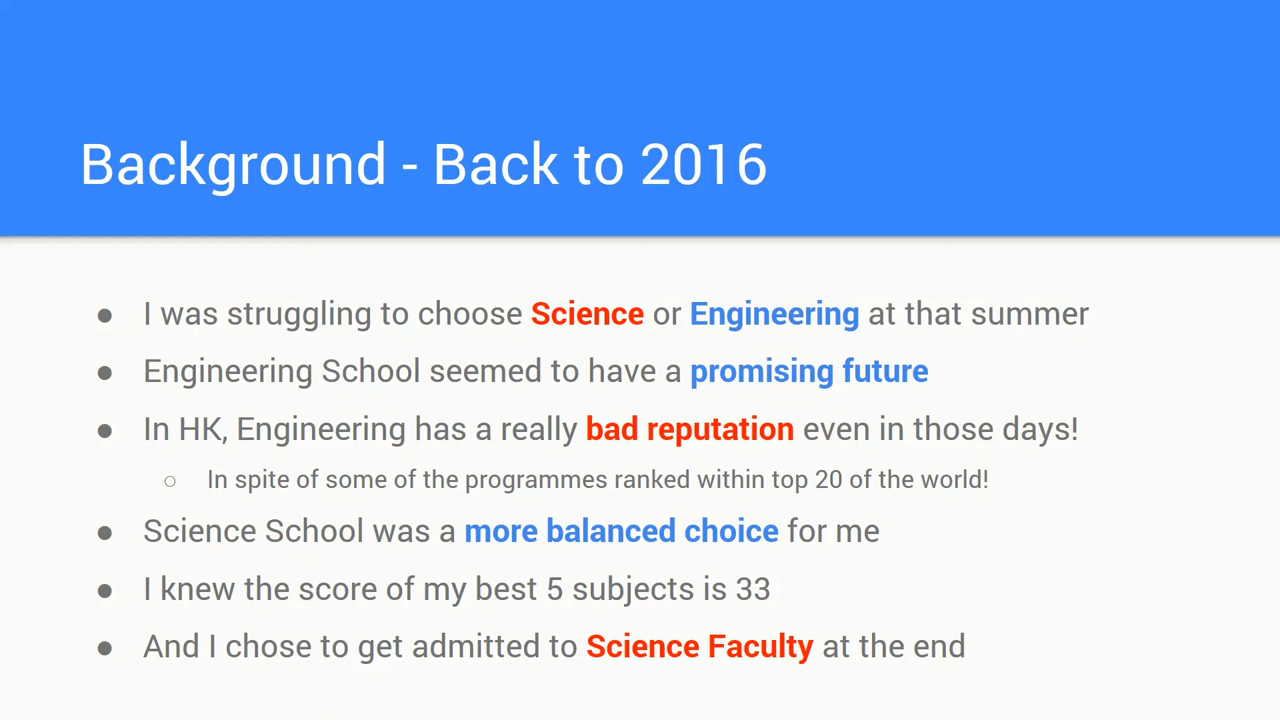 Background - Back to 2016
● I was struggling to choose Science or Engineering at that summer
● Engineering School seemed to have a promising future
● In HK, Engineering has a really bad reputation even in those days!
○ In spite of some of the programmes ranked within top 20 of the world!
● Science School was a more balanced choice for me
● I knew the score of my best 5 subjects is 33
● And I chose to get admitted to Science Faculty at the end